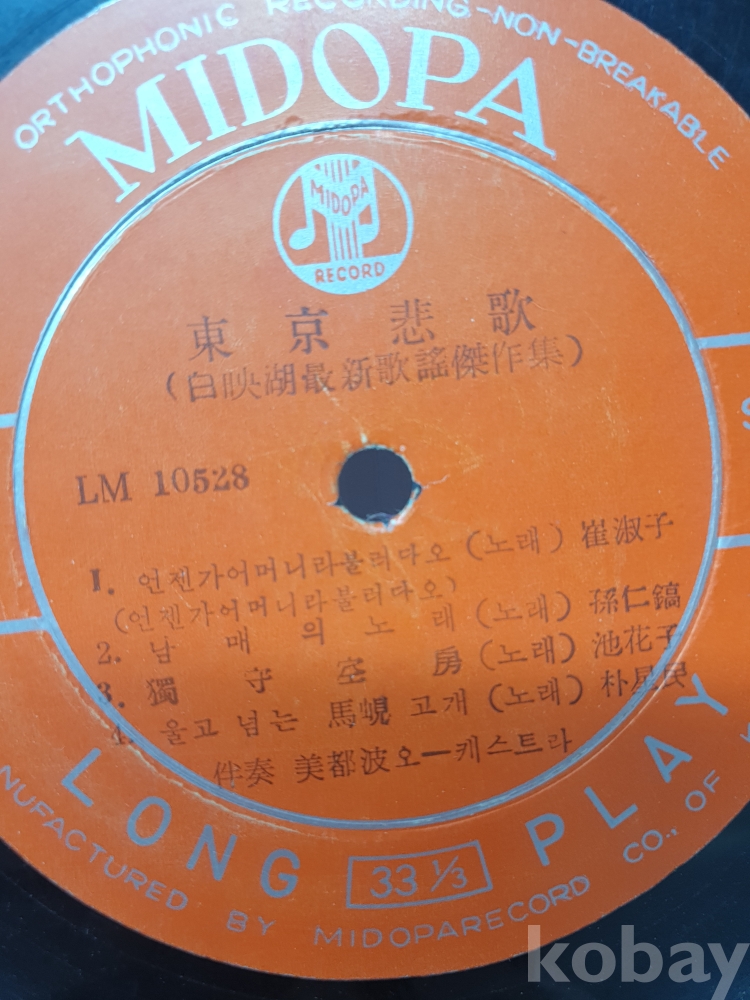 ORTHOPHONIC RECORDING-NON-BREAKABLE
MIDOPA
MIDOPA
RECORD
東京悲歌
(白映湖最新歌謠傑作集)
LM 10528
1. 언젠가어머니라불러다오 (노래) 崔淑子
(언젠가어머니라불러다오)
2. 남매의노래 (노래) 孫仁鎬
3. 獨守空房 (노래) 池花子
4. 울고넘는 馬蜆 고개 (노래) 朴星民
伴奏 美都波오ー케스트라
LONG PLAY
33 1/3
NUFACTURED BY MIDOPARECORD CO., OF K
S
kobay